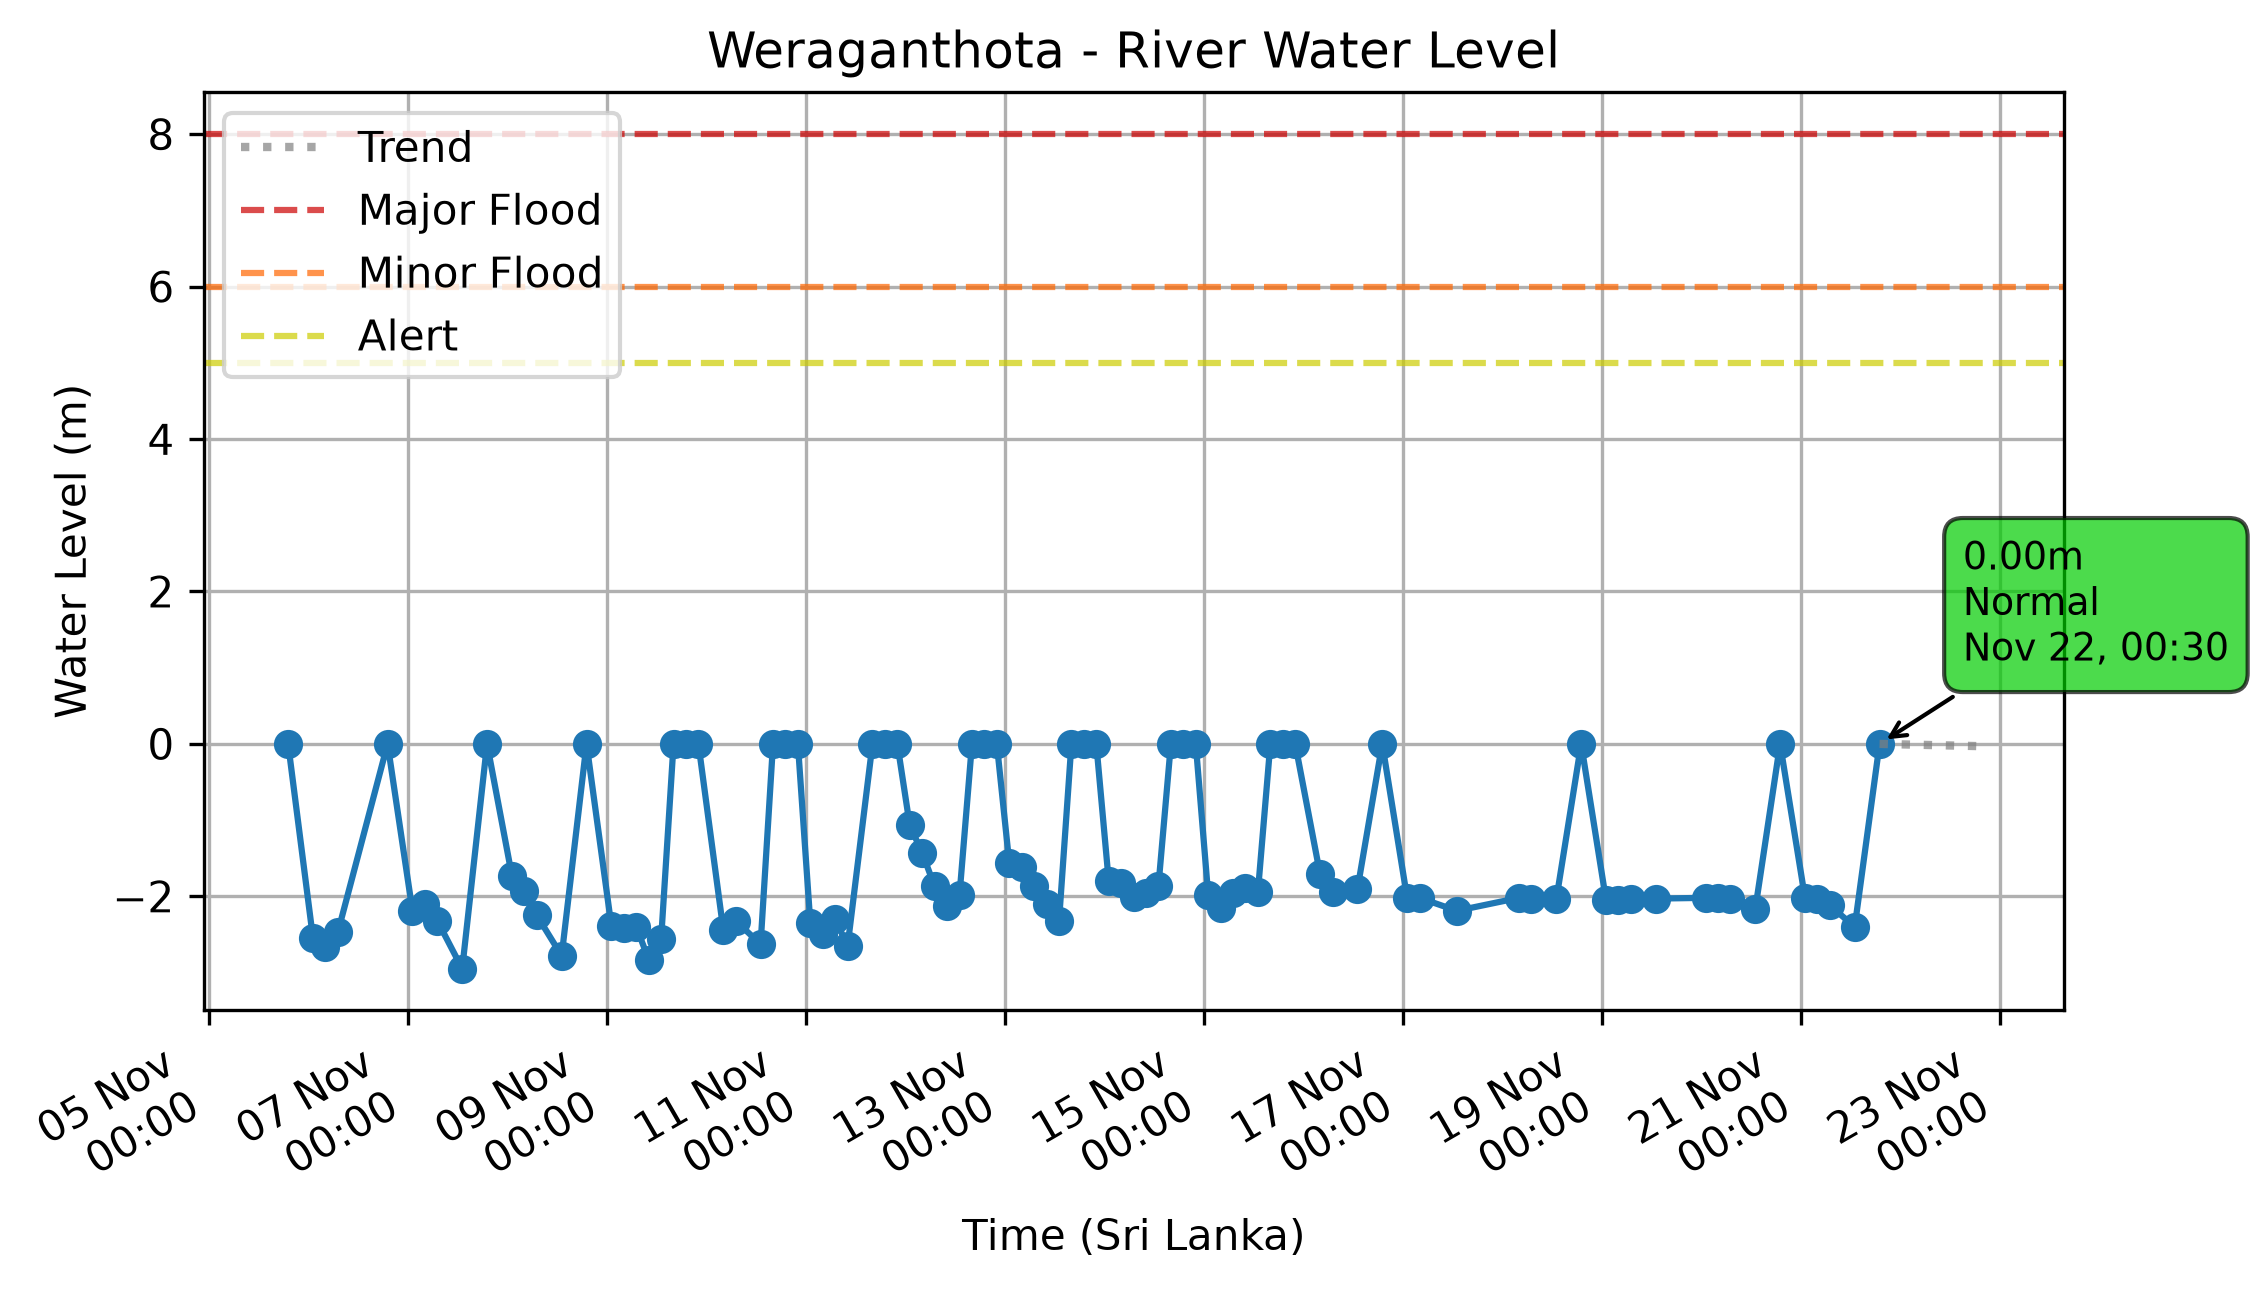 Weraganthota - River Water Level
Trend
Major Flood
Minor Flood
Alert
8
6
4
2
0
−2
Water Level (m)
0.00m
Normal
Nov 22, 00:30
05 Nov
00:00
07 Nov
00:00
09 Nov
00:00
11 Nov
00:00
13 Nov
00:00
15 Nov
00:00
17 Nov
00:00
19 Nov
00:00
21 Nov
00:00
23 Nov
00:00
Time (Sri Lanka)